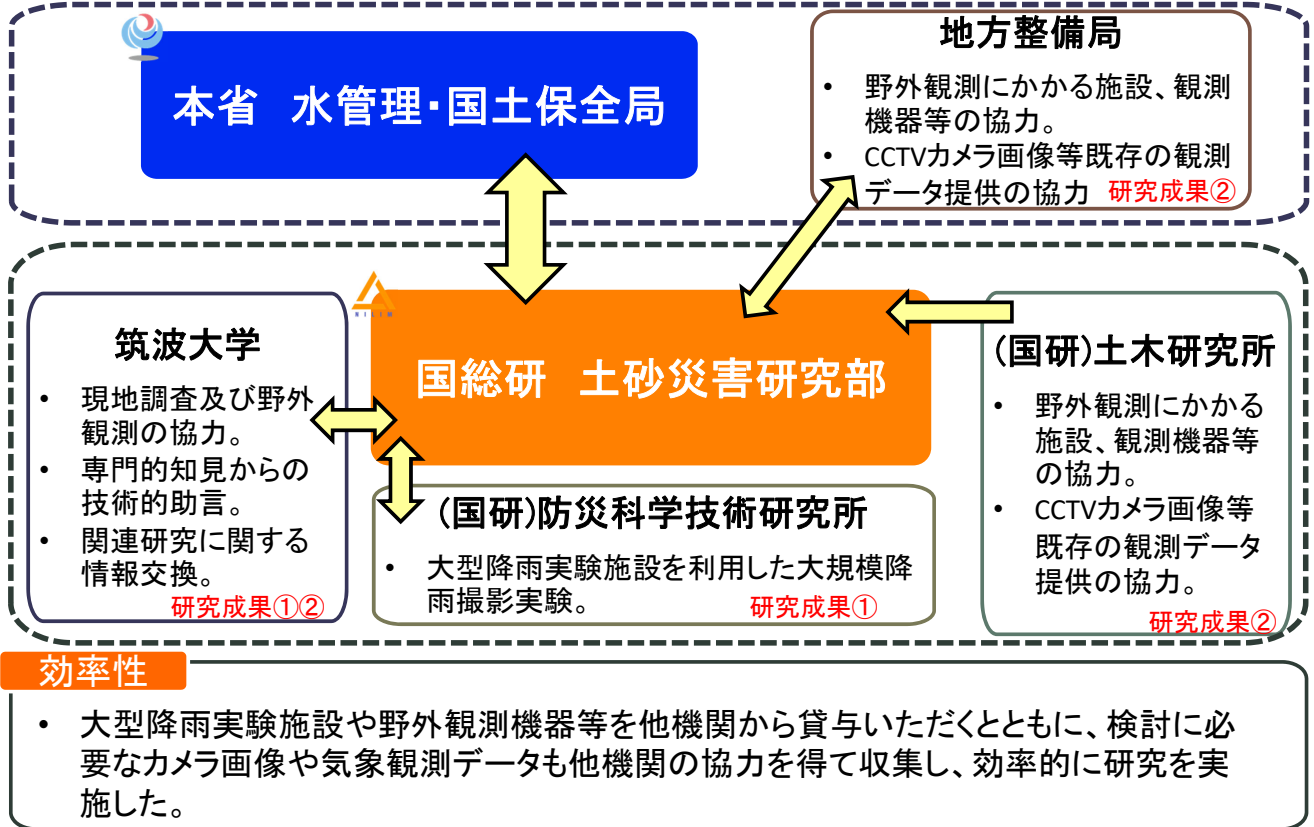 本省　水管理・国土保全局
地方整備局
• 野外観測にかかる施設、観測
機器等の協力。
• CCTVカメラ画像等既存の観測
データ提供の協力 研究成果②
筑波大学
• 現地調査及び野外
観測の協力。
• 専門的知見からの
技術的助言。
• 関連研究に関する
情報交換。
研究成果①②
NILIM
国総研　土砂災害研究部
(国研)防災科学技術研究所
• 大型降雨実験施設を利用した大規模降
雨撮影実験。 研究成果①
(国研)土木研究所
• 野外観測にかかる
施設、観測機器等
の協力。
• CCTVカメラ画像等
既存の観測データ
提供の協力。
研究成果②
効率性
• 大型降雨実験施設や野外観測機器等を他機関から貸与いただくとともに、検討に必
要なカメラ画像や気象観測データも他機関の協力を得て収集し、効率的に研究を実
施した。